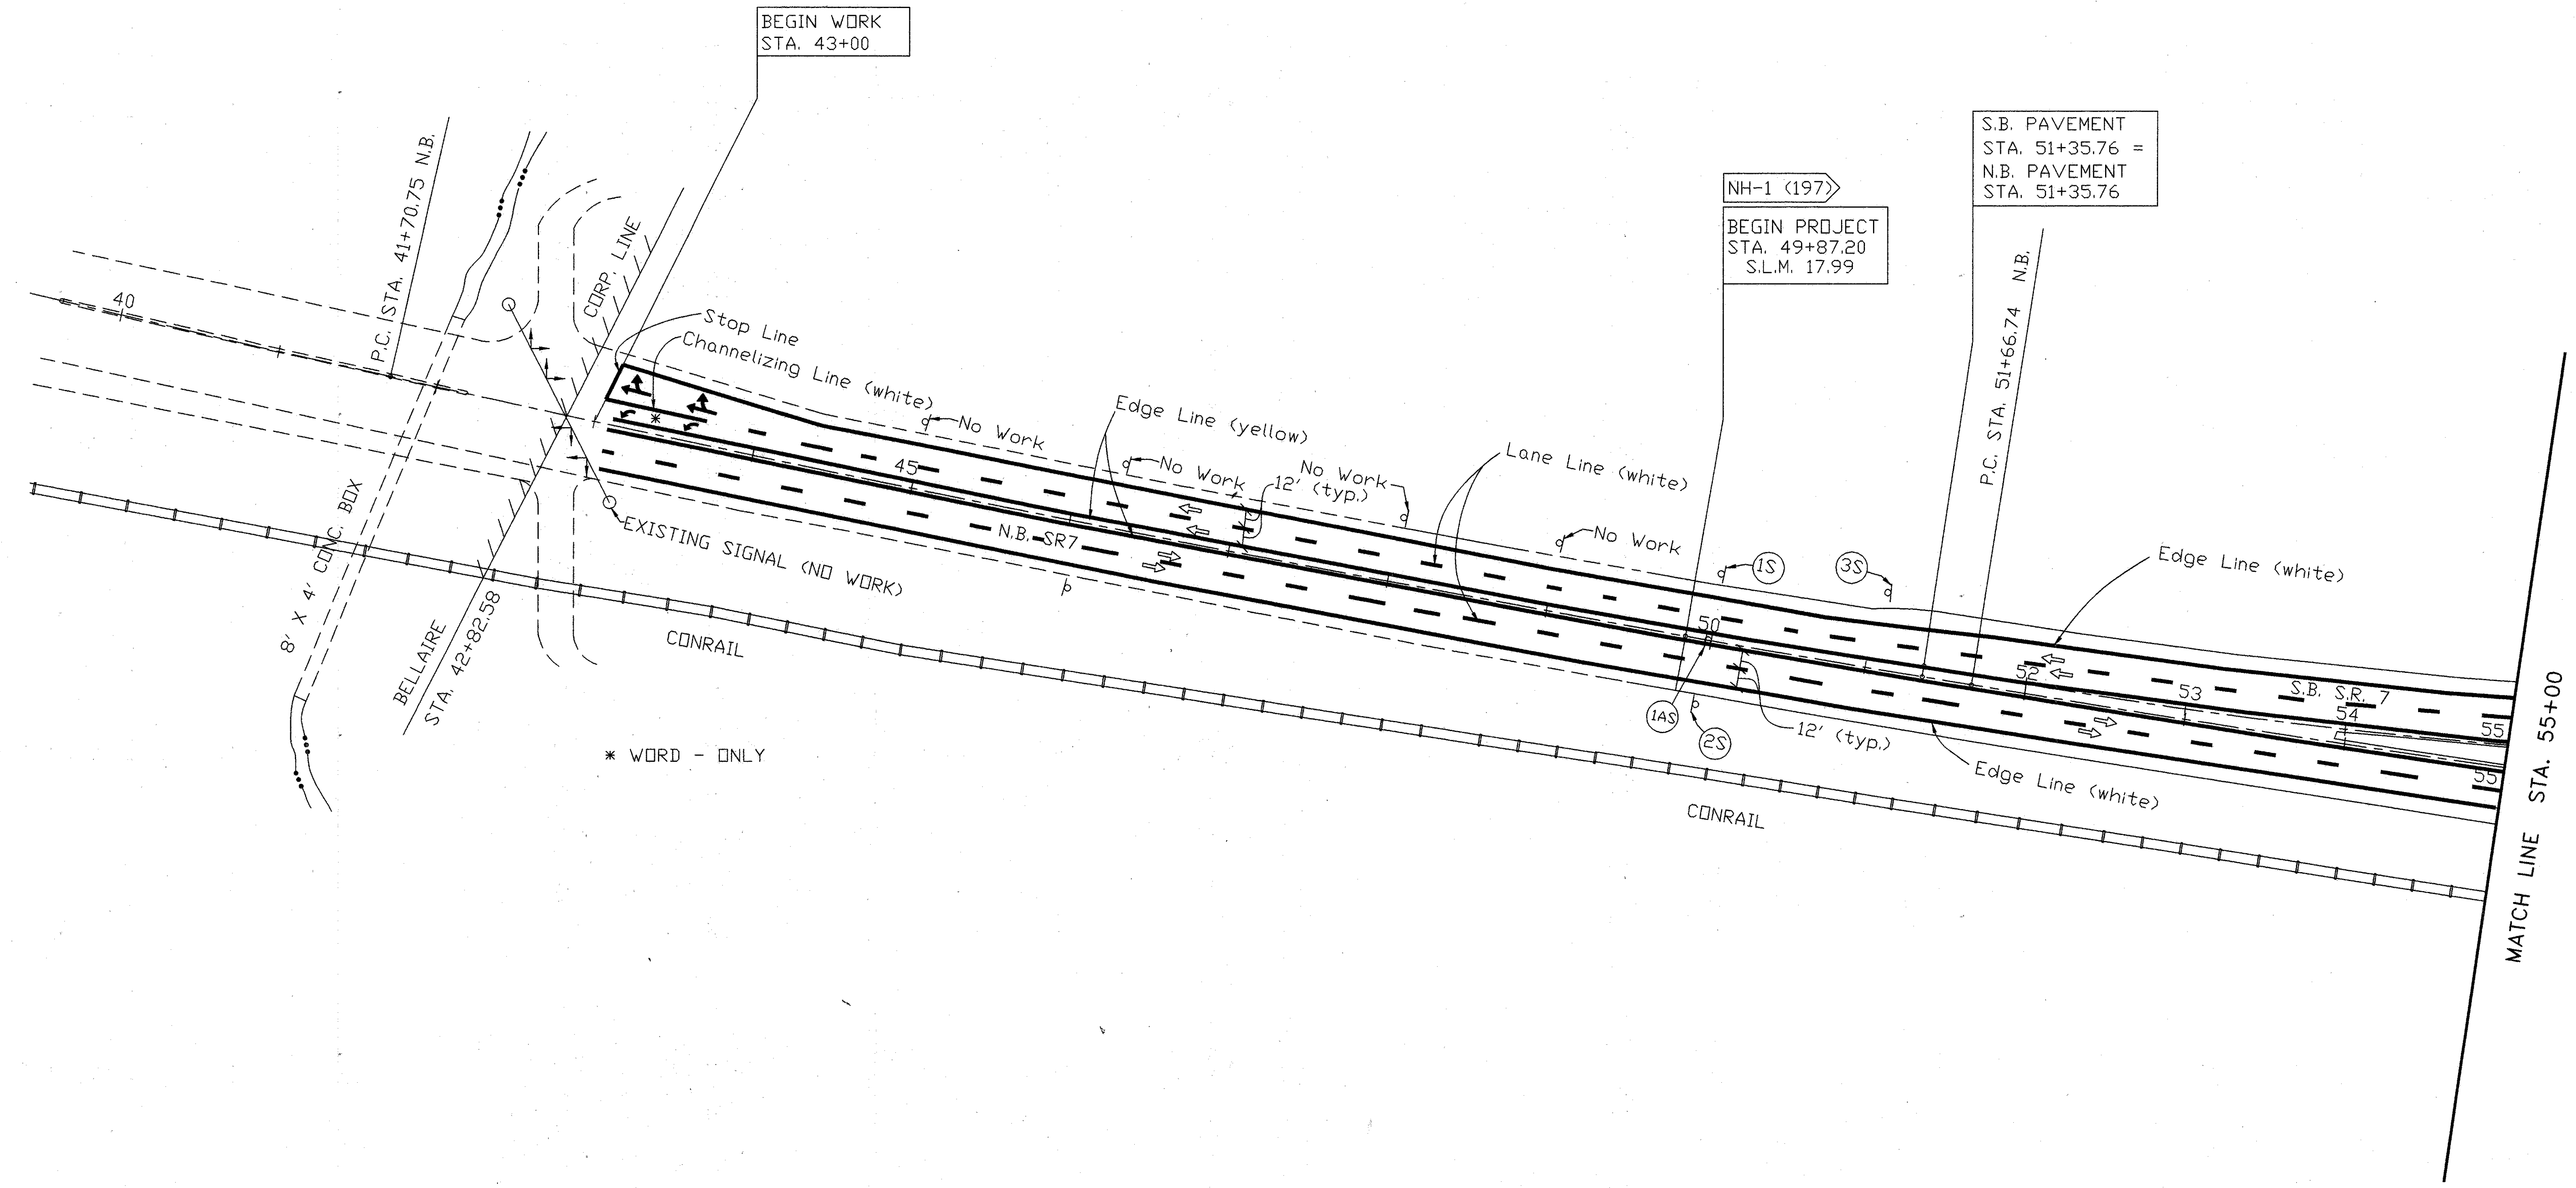 BEGIN WORK
STA. 43+00
S.B. PAVEMENT
STA. 51+35.76 =
N.B. PAVEMENT
STA. 51+35.76
NH-1 (197)
BEGIN PROJECT
STA. 49+87.20
S.L.M. 17.99
P.C. STA. 41+70.75 N.B.
CORP. LINE
P.C. STA. 51+66.74 N.B.
40
Stop Line
Channelizing Line (white)
No Work
Edge Line (yellow)
No Work
No Work
12' (typ.)
Lane Line (white)
No Work
1S
3S
Edge Line (white)
45
N.B. SR7
EXISTING SIGNAL (NO WORK)
8' X 4' CONC. BOX
BELLAIRE
STA. 42+82.58
CONRAIL
50
52
53
S.B. S.R. 7
54
55
55
1AS
2S
12' (typ.)
Edge Line (white)
* WORD - ONLY
CONRAIL
MATCH LINE STA. 55+00